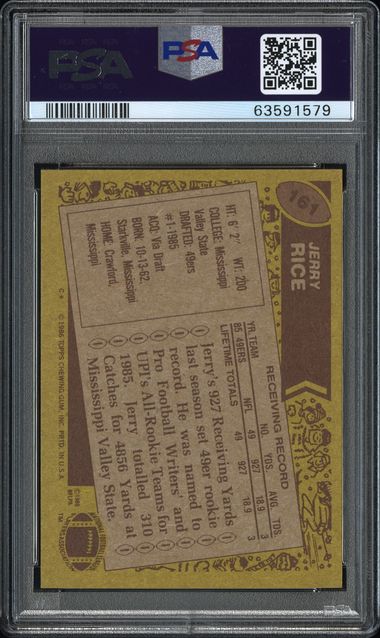 PSA
PSA
63591579
161
JERRY
RICE
HT: 6' 2" WT: 200
COLLEGE: Mississippi
Valley State
DRAFTED: 49ers
#1-1985
ACQ: Via Draft
BORN: 10-13-62,
Starkville, Mississippi
HOME: Crawford,
Mississippi
RECEIVING RECORD
YR. TEAM NO. YDS. AVG. TDS.
85 49ERS 49 927 18.9 3
NFL
LIFETIME TOTALS 49 927 18.9 3
Jerry's 927 Receiving Yards
last season set 49er rookie
record. He was named to
Pro Football Writers' and
UPI's All-Rookie Teams for
1985. Jerry totalled 310
Catches for 4856 Yards at
Mississippi Valley State.
C*
© 1986 TOPPS CHEWING GUM, INC. PRTD. IN U.S.A.
© 1986
NFLPA
TM